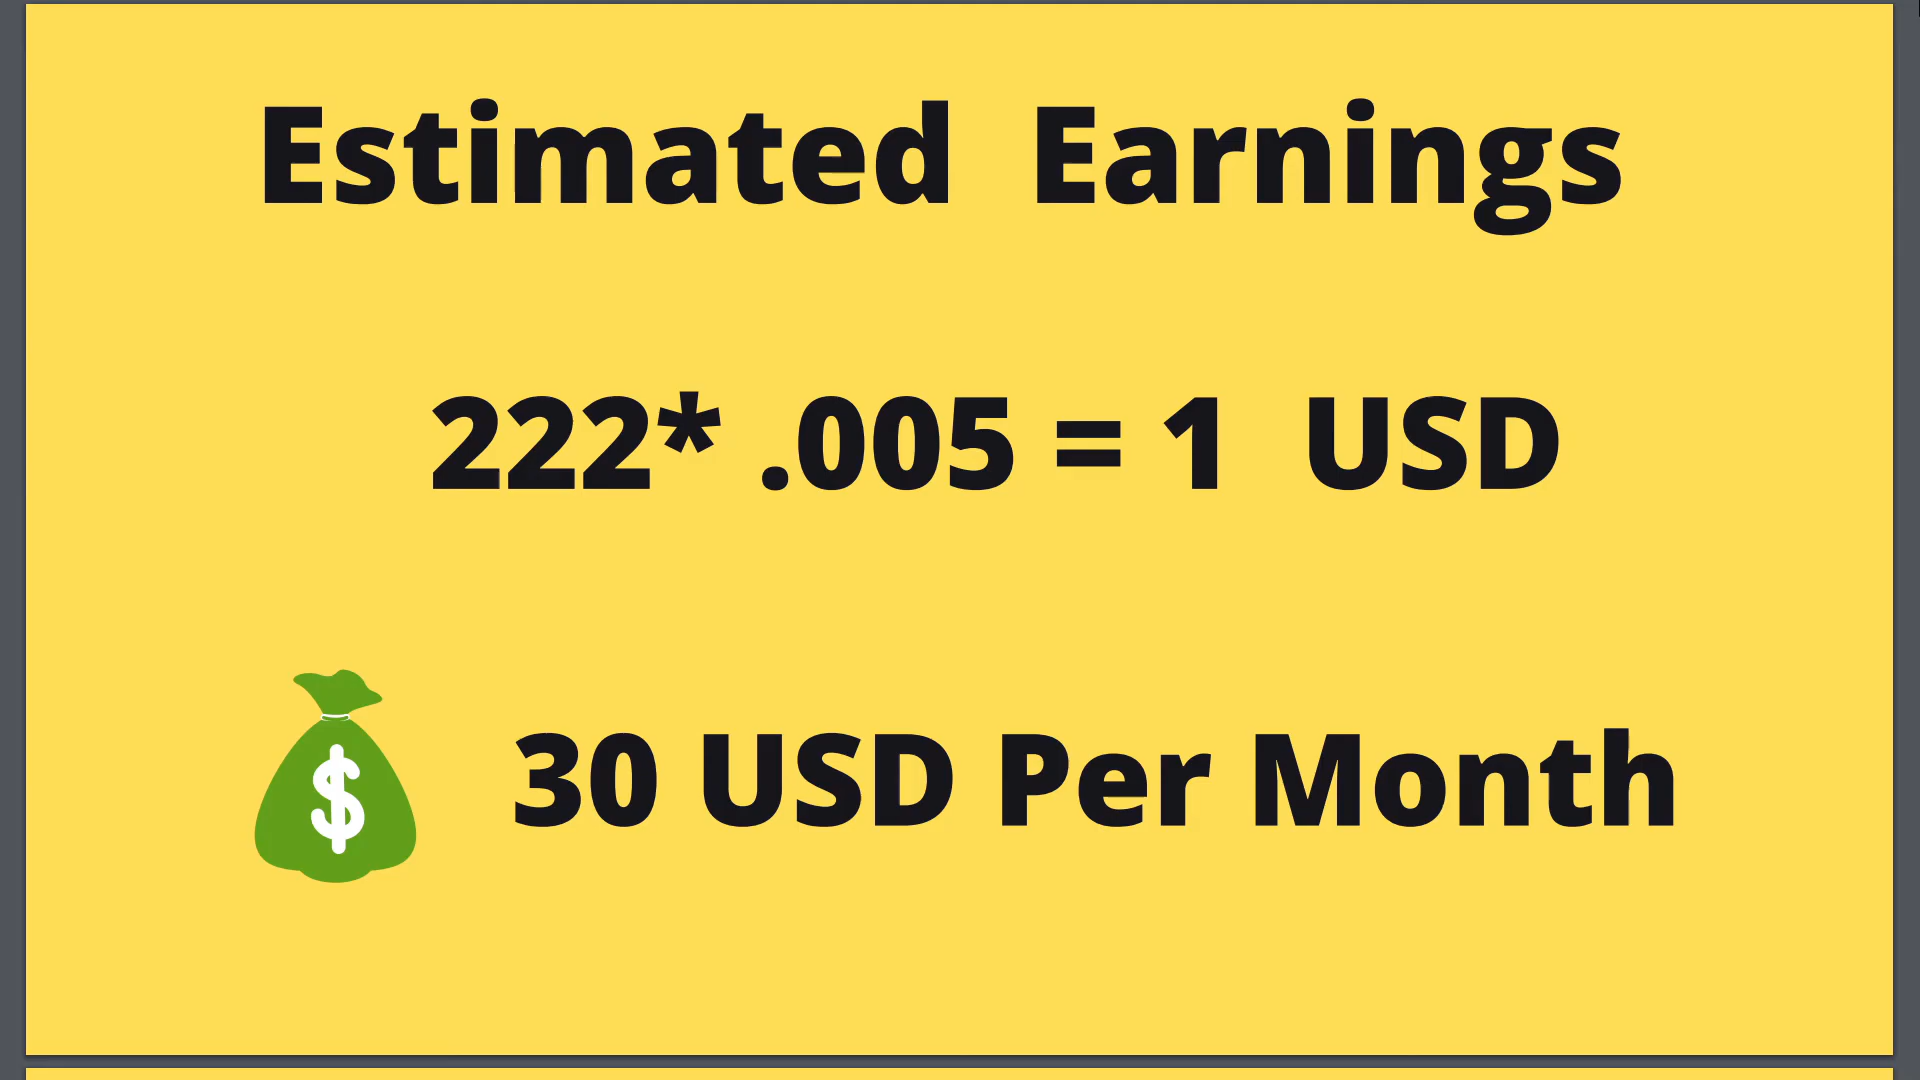 Estimated Earnings
222* .005 = 1 USD
$
30 USD Per Month